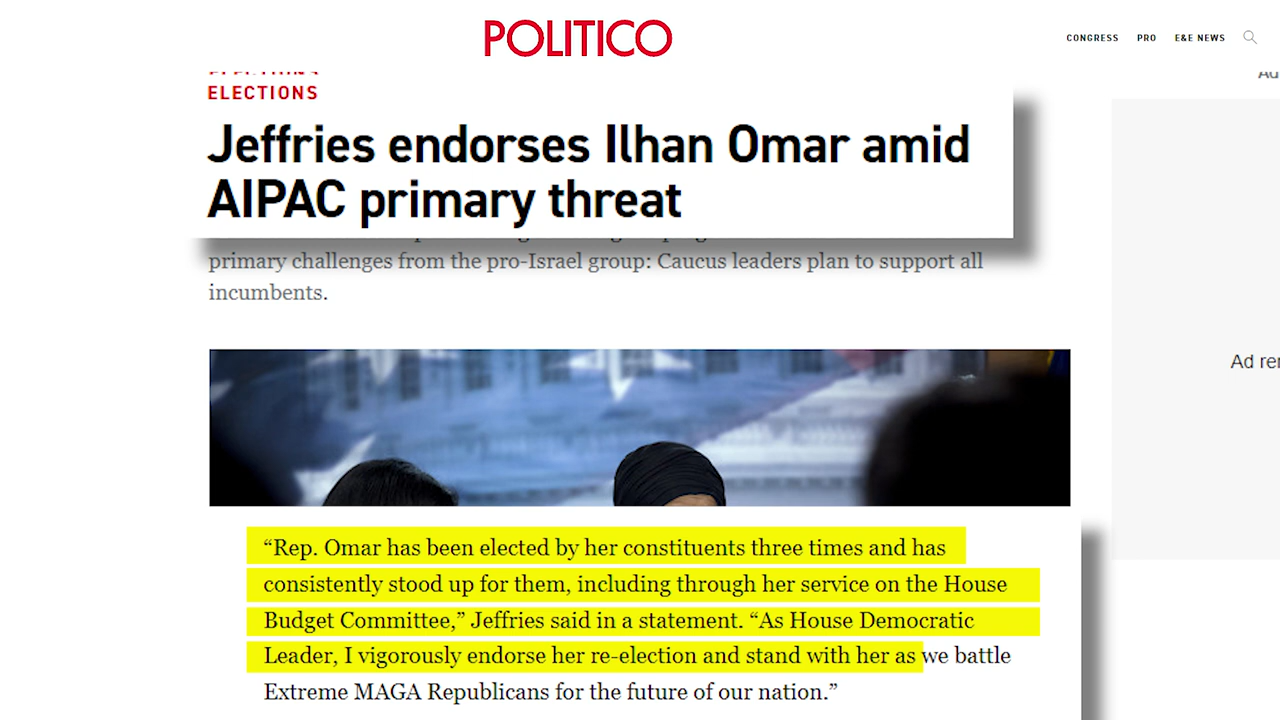 POLITICO
CONGRESS PRO E&E NEWS
ELECTIONS
Jeffries endorses Ilhan Omar amid
AIPAC primary threat
primary challenges from the pro-Israel group: Caucus leaders plan to support all
incumbents.
Ad
“Rep. Omar has been elected by her constituents three times and has
consistently stood up for them, including through her service on the House
Budget Committee,” Jeffries said in a statement. “As House Democratic
Leader, I vigorously endorse her re-election and stand with her as we battle
Extreme MAGA Republicans for the future of our nation.”